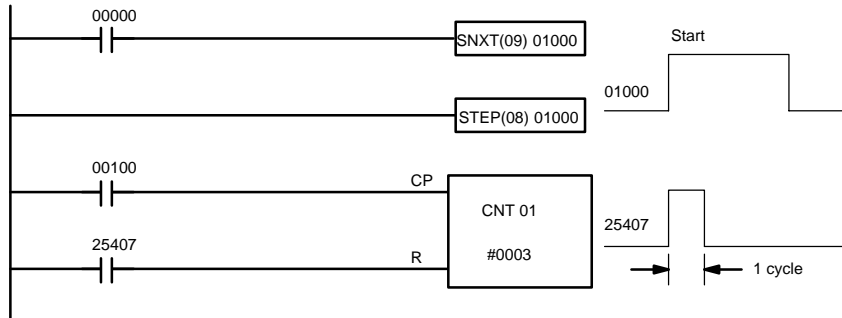 00000
SNXT(09) 01000
Start
01000
STEP(08) 01000
00100
CP
CNT 01
25407
25407
#0003
R
1 cycle